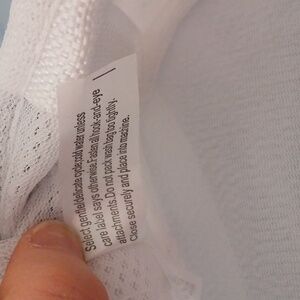 Select gentle/delicate cycle,cold water unless
care label says otherwise.Fasten all hook-and-eye
attachments.Do not pack wash bag too tightly.
Close securely and place into machine.